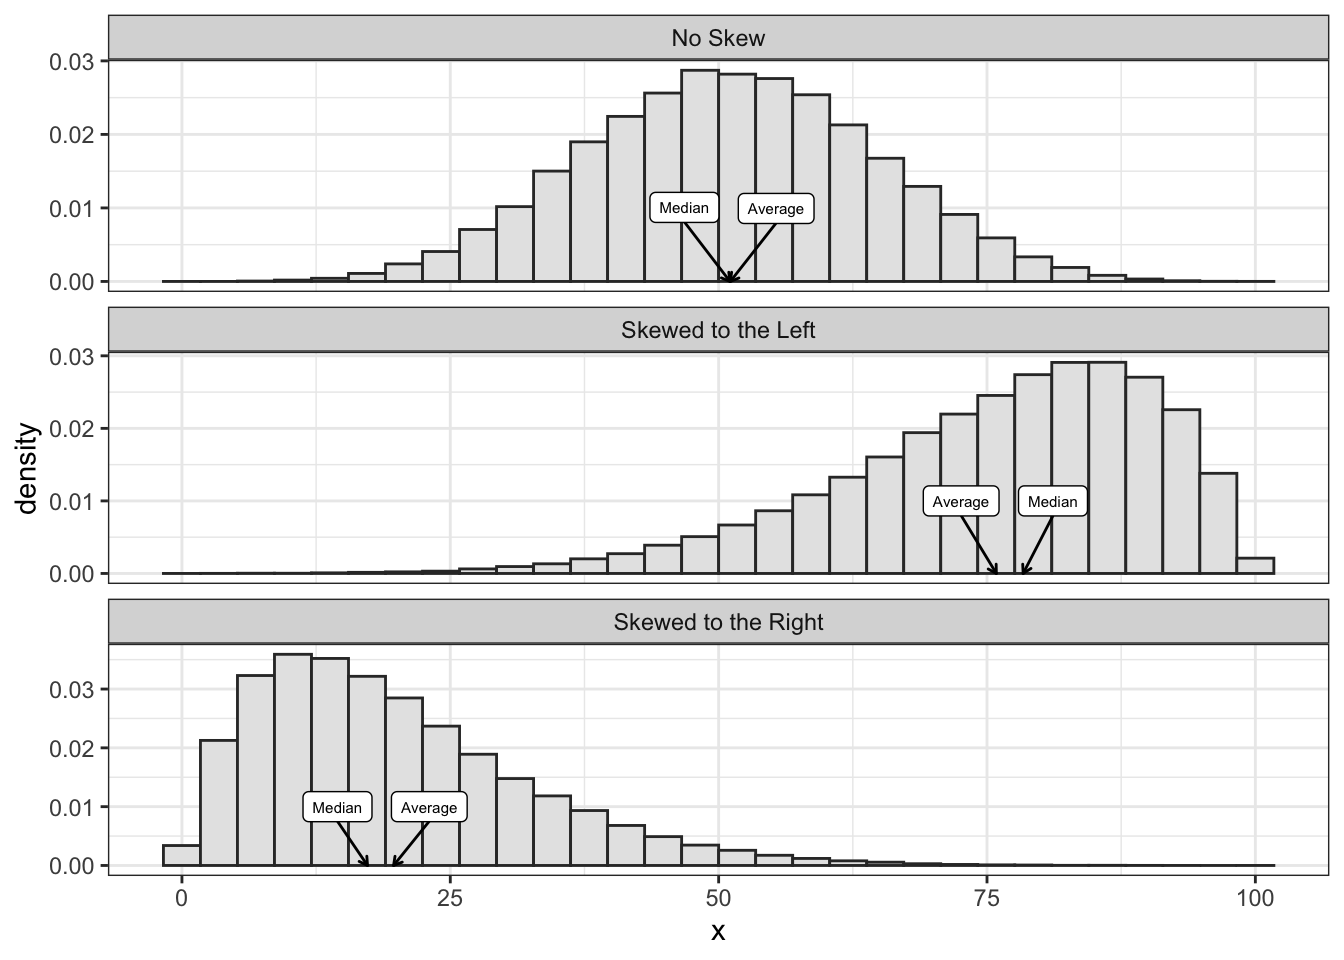 No Skew
0.03
0.02
0.01
0.00
Median
Average
Skewed to the Left
0.03
0.02
0.01
0.00
Average
Median
density
Skewed to the Right
0.03
0.02
0.01
0.00
Median
Average
0 25 50 75 100
x